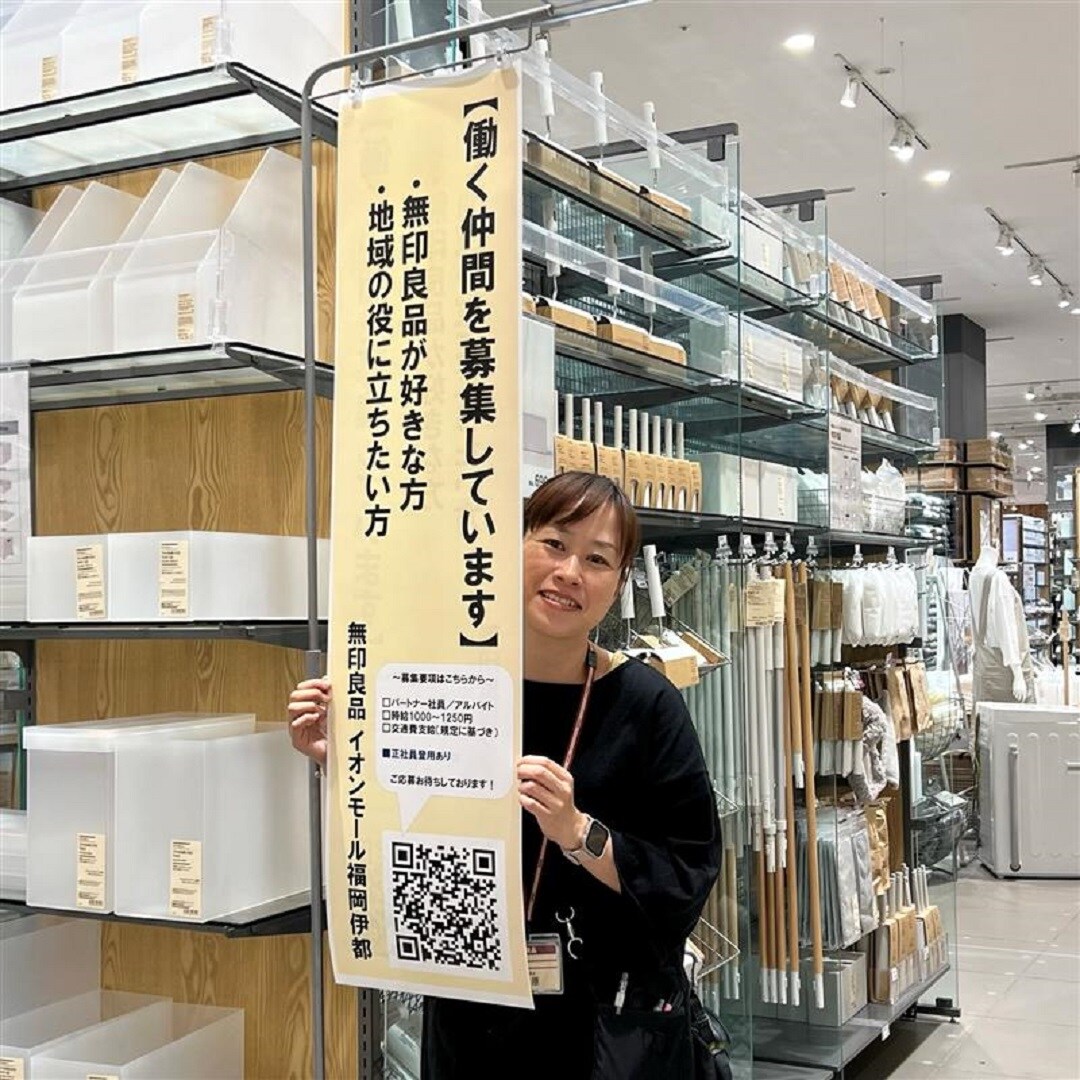 【働く仲間を募集しています】
・無印良品が好きな方
・地域の役に立ちたい方
無印良品 イオンモール福岡伊都
～募集要項はこちらから～
□パートナー社員／アルバイト
□時給1000～1250円
□交通費支給（規定に基づき）
■正社員登用あり
ご応募お待ちしております！